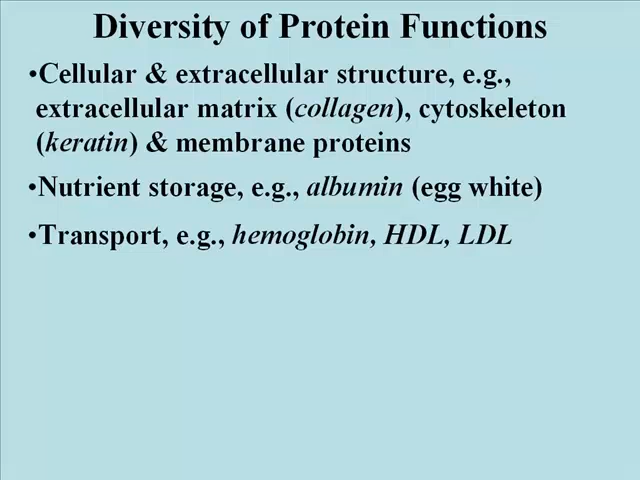 Diversity of Protein Functions
•Cellular & extracellular structure, e.g.,
extracellular matrix (collagen), cytoskeleton
(keratin) & membrane proteins
•Nutrient storage, e.g., albumin (egg white)
•Transport, e.g., hemoglobin, HDL, LDL